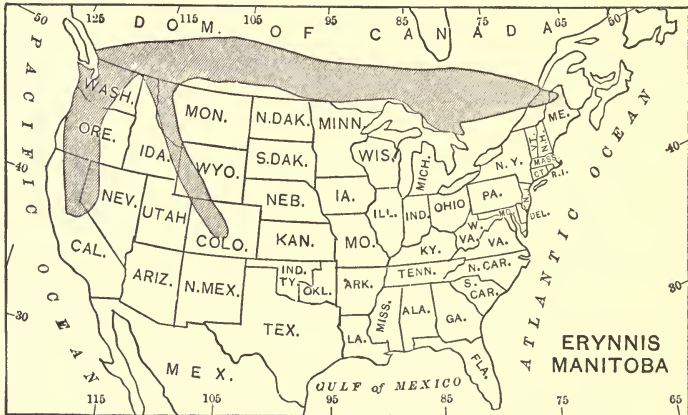 50 125 115 105 95 85 75 65 50
DOM. OF CANADA
PACIFIC OCEAN
WASH.
MON.
N.DAK.
MINN.
ME.
ORE.
IDA.
WYO.
S.DAK.
WIS.
MICH.
N.Y.
VT.
N.H.
MASS.
CT.
R.I.
40
40
NEV.
UTAH
COLO.
NEB.
IA.
ILL.
IND.
OHIO
PA.
N.J.
MD.
DEL.
CAL.
KAN.
MO.
KY.
W.
VA.
VA.
ARIZ.
N.MEX.
IND.
TY.
OKL.
ARK.
TENN.
N.CAR.
S.
CAR.
30
30
TEX.
LA.
MISS.
ALA.
GA.
FLA.
ATLANTIC OCEAN
MEX.
GULF of MEXICO
ERYNNIS
MANITOBA
115 105 95 85 75 65